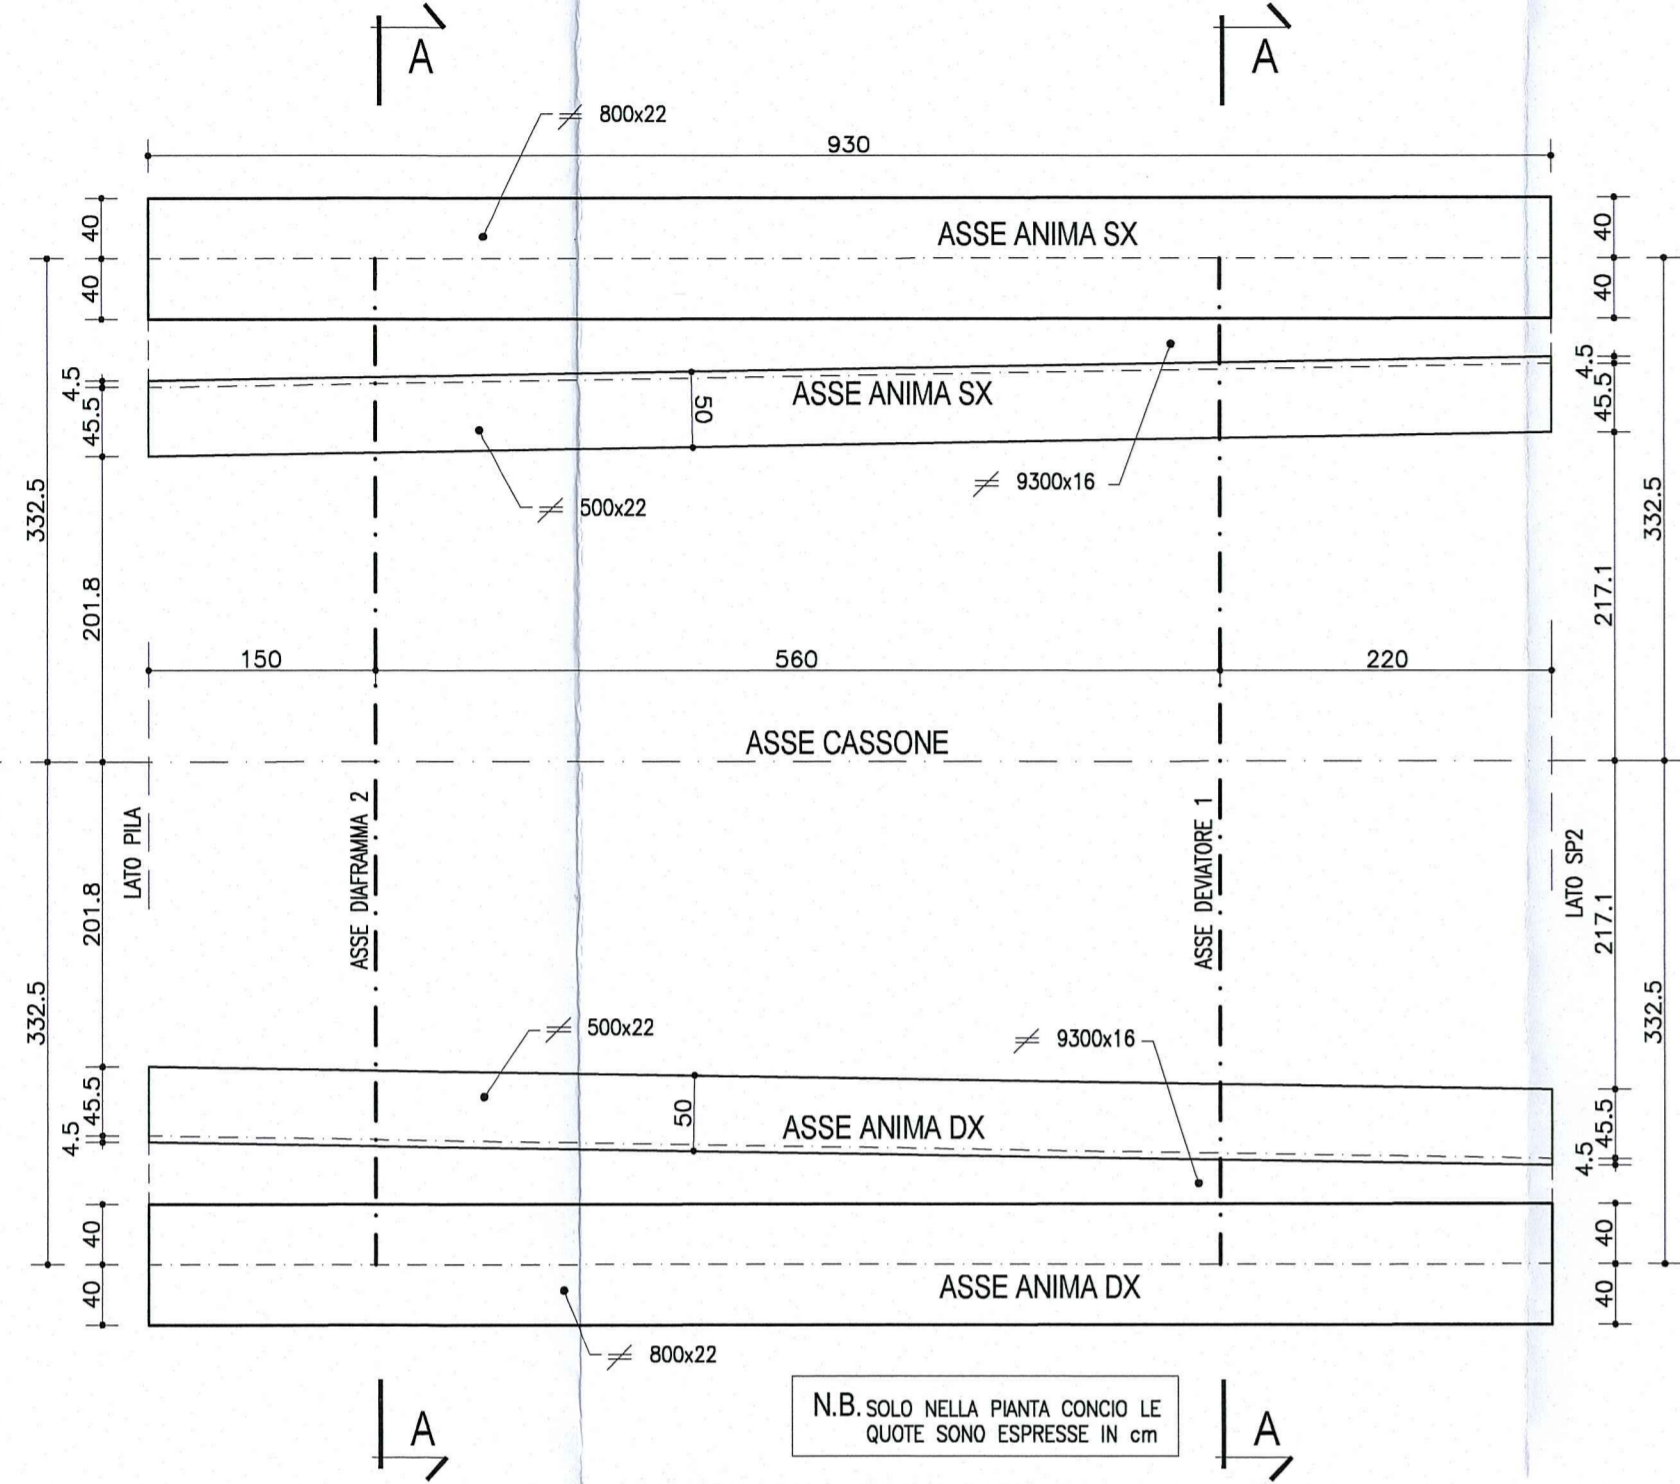 A
A
800x22
930
40
ASSE ANIMA SX
40
40
40
4.5
4.5
ASSE ANIMA SX
45.5
50
45.5
9300x16
500x22
332.5
332.5
201.8
217.1
150
560
220
ASSE CASSONE
LATO PILA
ASSE DIAFRAMMA 2
ASSE DEVIATORE 1
LATO SP2
201.8
217.1
332.5
332.5
500x22
9300x16
45.5
50
ASSE ANIMA DX
45.5
4.5
4.5
40
40
ASSE ANIMA DX
40
40
800x22
N.B. SOLO NELLA PIANTA CONCIO LE
QUOTE SONO ESPRESSE IN cm
A
A